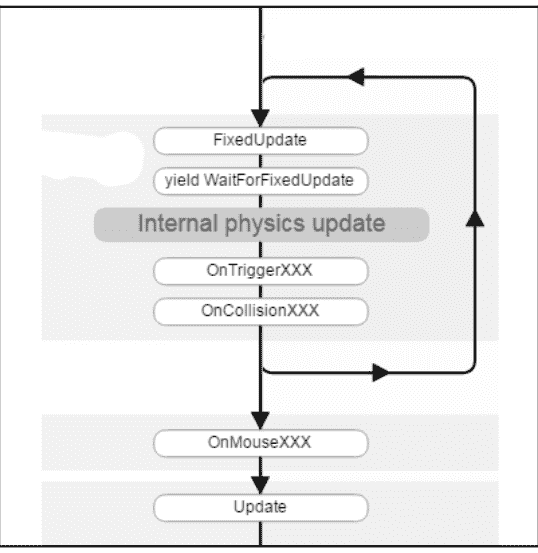 FixedUpdate
yield WaitForFixedUpdate
Internal physics update
OnTriggerXXX
OnCollisionXXX
OnMouseXXX
Update